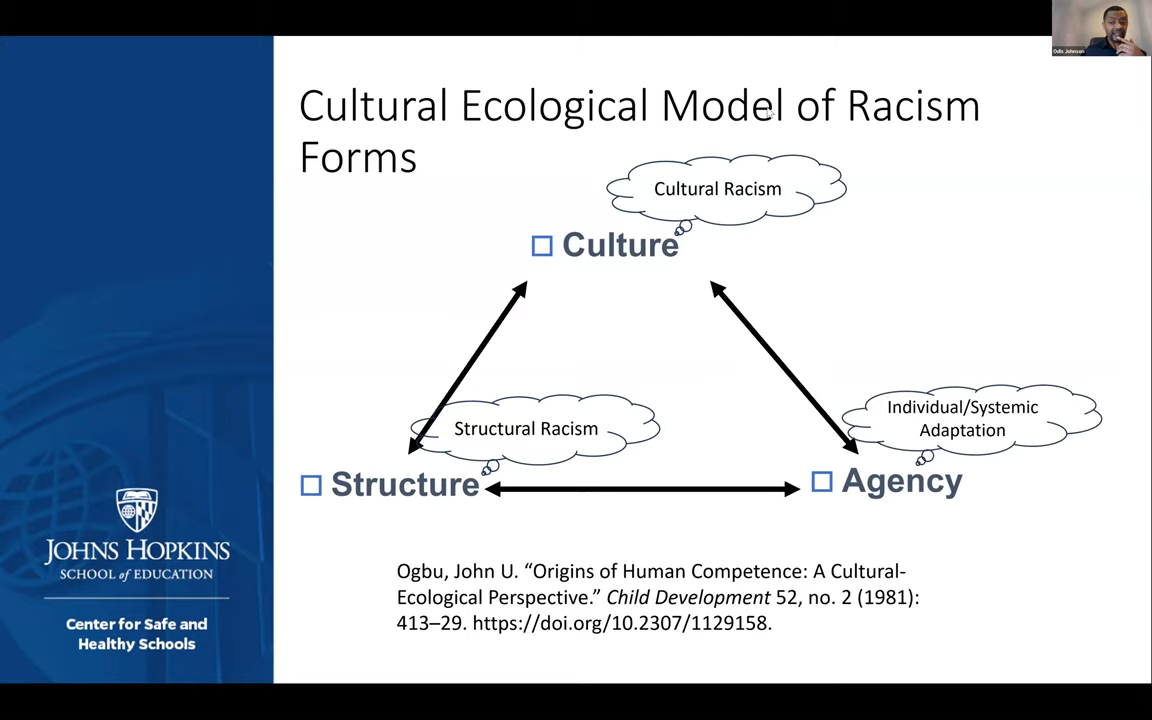 Odis Johnson
Cultural Ecological Model of Racism
Forms
Cultural Racism
Culture
Structural Racism
Individual/Systemic
Adaptation
Structure
Agency
JOHNS HOPKINS
SCHOOL of EDUCATION
Center for Safe and
Healthy Schools
Ogbu, John U. “Origins of Human Competence: A Cultural-
Ecological Perspective.” Child Development 52, no. 2 (1981):
413–29. https://doi.org/10.2307/1129158.